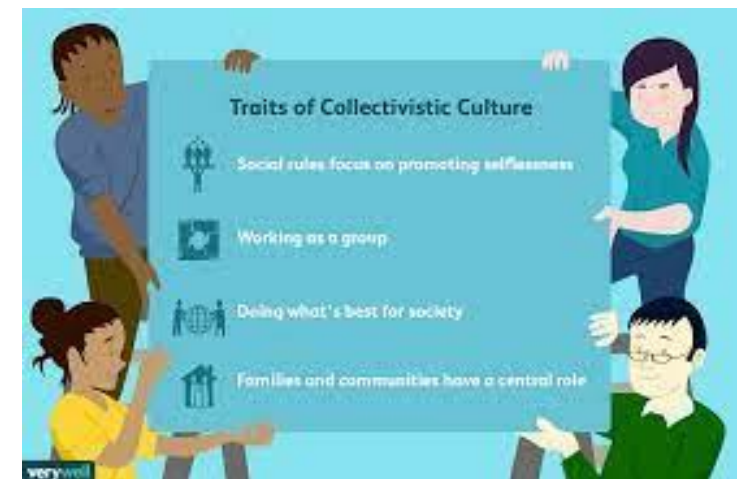 Traits of Collectivistic Culture
Social rules focus on promoting selflessness
Working as a group
Doing what's best for society
Families and communities have a central role
verywell